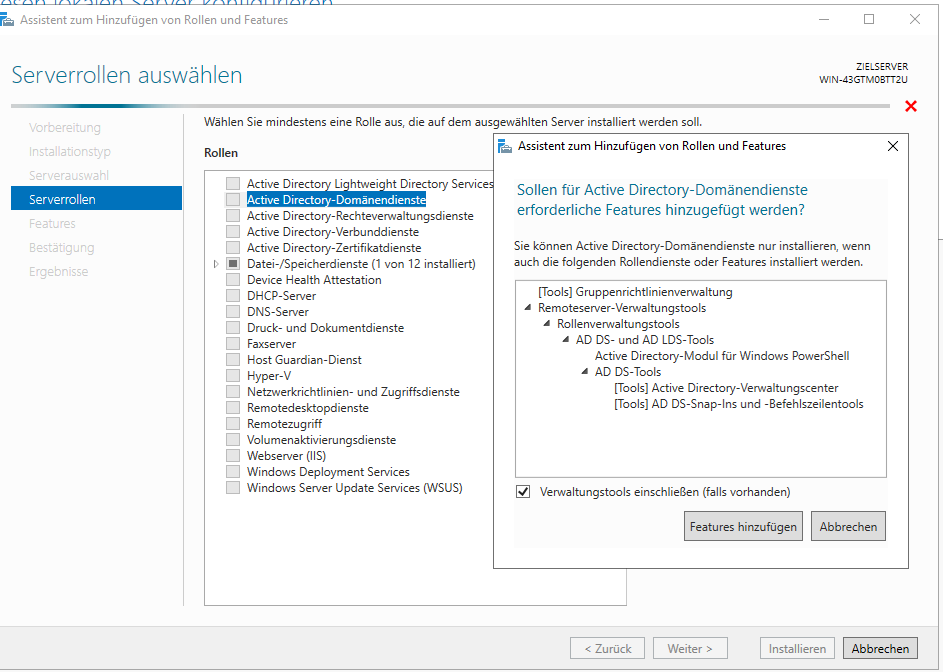 esen lokalen Server konfigurieren
Assistent zum Hinzufügen von Rollen und Features
Serverrollen auswählen
ZIELSERVER
WIN-43GTM0BTT2U
Vorbereitung
Installationstyp
Serverauswahl
Serverrollen
Features
Bestätigung
Ergebnisse
Wählen Sie mindestens eine Rolle aus, die auf dem ausgewählten Server installiert werden soll.
Rollen
Active Directory Lightweight Directory Services
Active Directory-Domänendienste
Active Directory-Rechteverwaltungsdienste
Active Directory-Verbunddienste
Active Directory-Zertifikatdienste
Datei-/Speicherdienste (1 von 12 installiert)
Device Health Attestation
DHCP-Server
DNS-Server
Druck- und Dokumentdienste
Faxserver
Host Guardian-Dienst
Hyper-V
Netzwerkrichtlinien- und Zugriffsdienste
Remotedesktopdienste
Remotezugriff
Volumenaktivierungsdienste
Webserver (IIS)
Windows Deployment Services
Windows Server Update Services (WSUS)
Assistent zum Hinzufügen von Rollen und Features
Sollen für Active Directory-Domänendienste
erforderliche Features hinzugefügt werden?
Sie können Active Directory-Domänendienste nur installieren, wenn
auch die folgenden Rollendienste oder Features installiert werden.
[Tools] Gruppenrichtlinienverwaltung
Remoteserver-Verwaltungstools
Rollenverwaltungstools
AD DS- und AD LDS-Tools
Active Directory-Modul für Windows PowerShell
AD DS-Tools
[Tools] Active Directory-Verwaltungscenter
[Tools] AD DS-Snap-Ins und -Befehlszeilentools
Verwaltungstools einschließen (falls vorhanden)
Features hinzufügen
Abbrechen
< Zurück
Weiter >
Installieren
Abbrechen